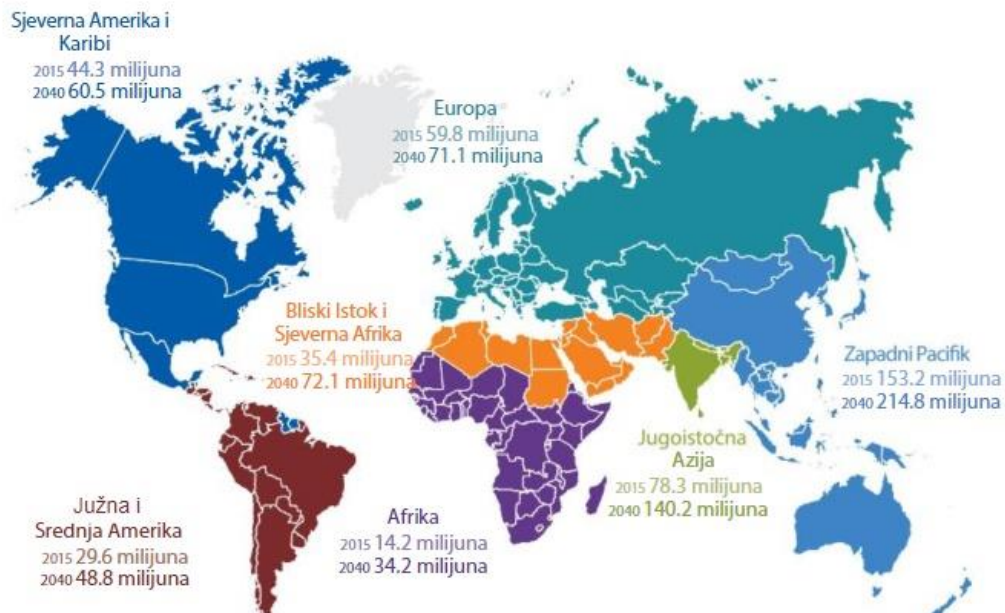 Sjeverna Amerika i
Karibi
2015 44.3 milijuna
2040 60.5 milijuna
Europa
2015 59.8 milijuna
2040 71.1 milijuna
Bliski Istok i
Sjeverna Afrika
2015 35.4 milijuna
2040 72.1 milijuna
Zapadni Pacifik
2015 153.2 milijuna
2040 214.8 milijuna
Jugoistočna
Azija
2015 78.3 milijuna
2040 140.2 milijuna
Južna i
Srednja Amerika
2015 29.6 milijuna
2040 48.8 milijuna
Afrika
2015 14.2 milijuna
2040 34.2 milijuna